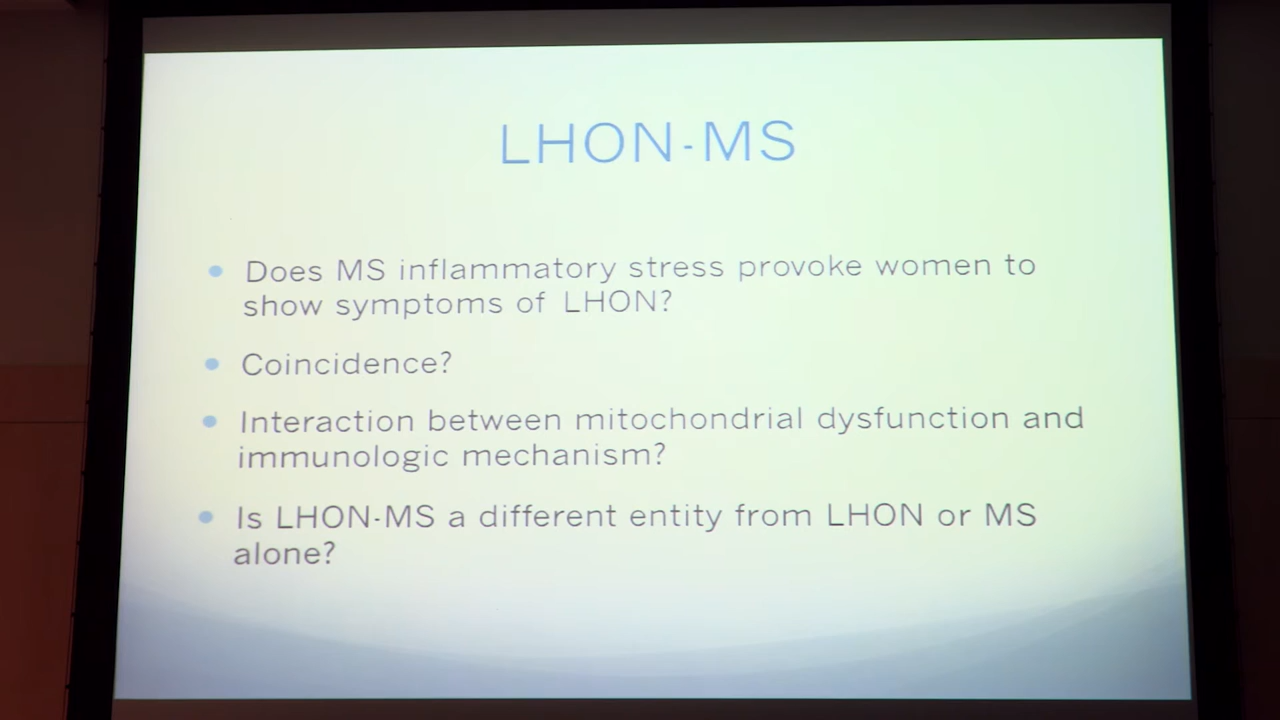 LHON-MS
Does MS inflammatory stress provoke women to
show symptoms of LHON?
Coincidence?
Interaction between mitochondrial dysfunction and
immunologic mechanism?
Is LHON-MS a different entity from LHON or MS
alone?